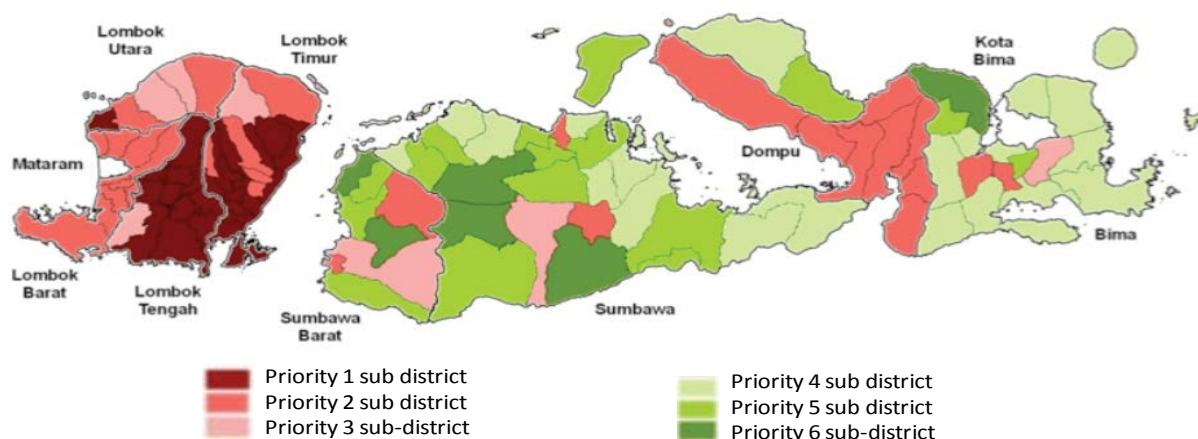 Lombok
Utara
Lombok
Timur
Kota
Bima
Mataram
Dompu
Bima
Lombok
Barat
Lombok
Tengah
Sumbawa
Barat
Sumbawa
Priority 1 sub district
Priority 2 sub district
Priority 3 sub-district
Priority 4 sub district
Priority 5 sub district
Priority 6 sub-district